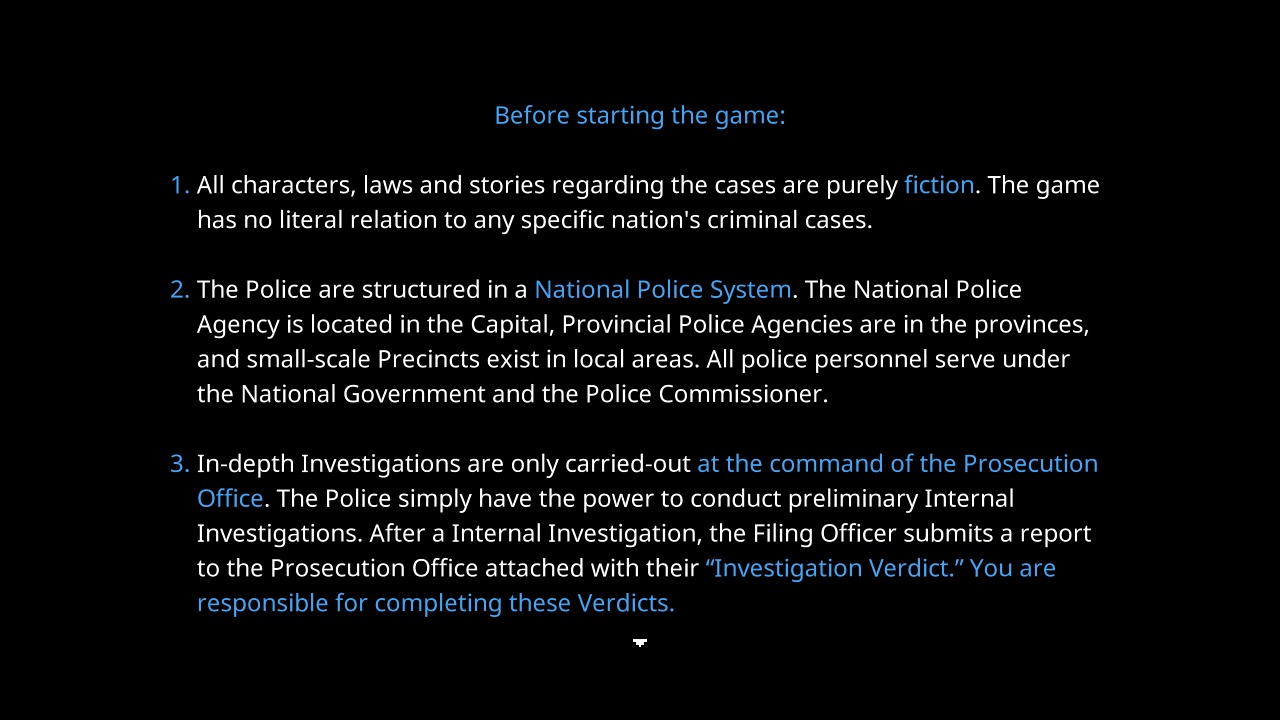 Before starting the game:
1. All characters, laws and stories regarding the cases are purely fiction. The game
has no literal relation to any specific nation's criminal cases.
2. The Police are structured in a National Police System. The National Police
Agency is located in the Capital, Provincial Police Agencies are in the provinces,
and small-scale Precincts exist in local areas. All police personnel serve under
the National Government and the Police Commissioner.
3. In-depth Investigations are only carried-out at the command of the Prosecution
Office. The Police simply have the power to conduct preliminary Internal
Investigations. After a Internal Investigation, the Filing Officer submits a report
to the Prosecution Office attached with their “Investigation Verdict.” You are
responsible for completing these Verdicts.